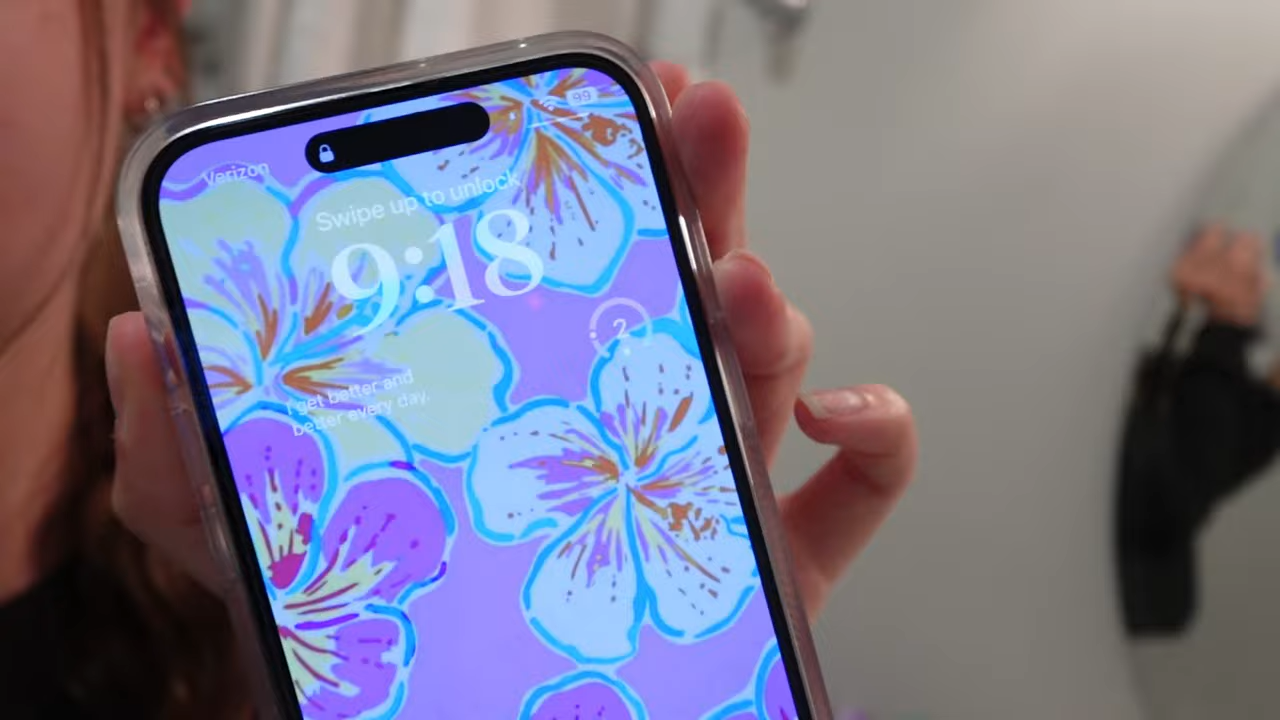 Verizon
99
Swipe up to unlock
9:18
2
I get better and
better every day.